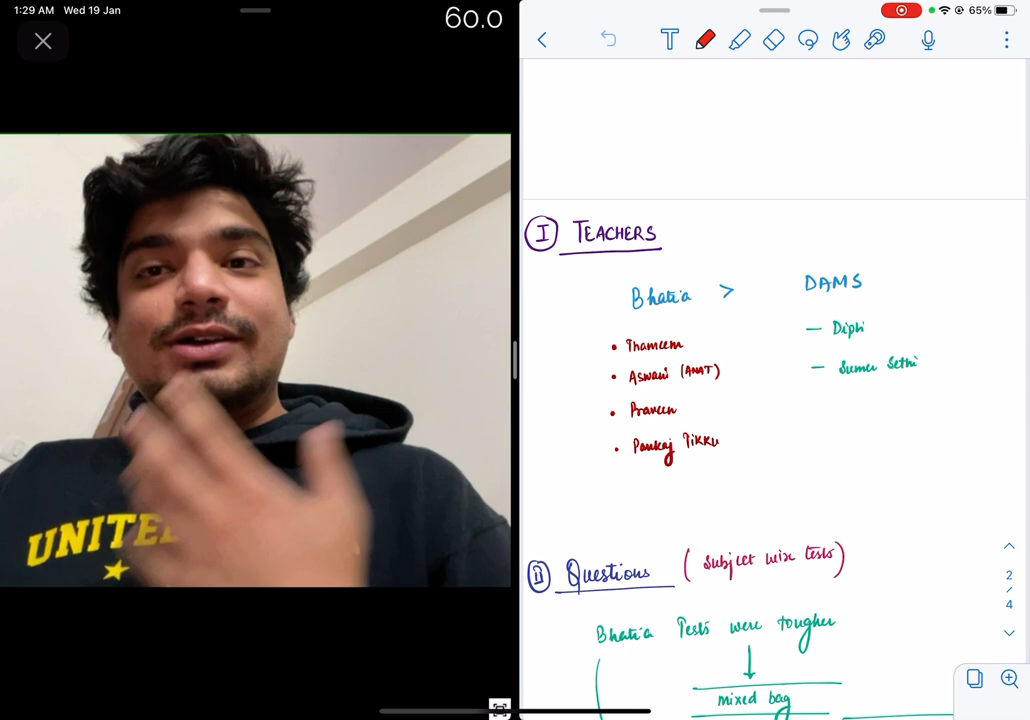 1:29 AM Wed 19 Jan
60.0
65%
UNITE
T
I TEACHERS
Bhatia > DAMS
• Thameem
• Aswani (ANAT)
• Praveen
• Pankaj Tikku
— Dipti
— Sumer Sethi
II Questions (Subject wise tests)
Bhatia Tests were tougher
mixed bag
2
/
4